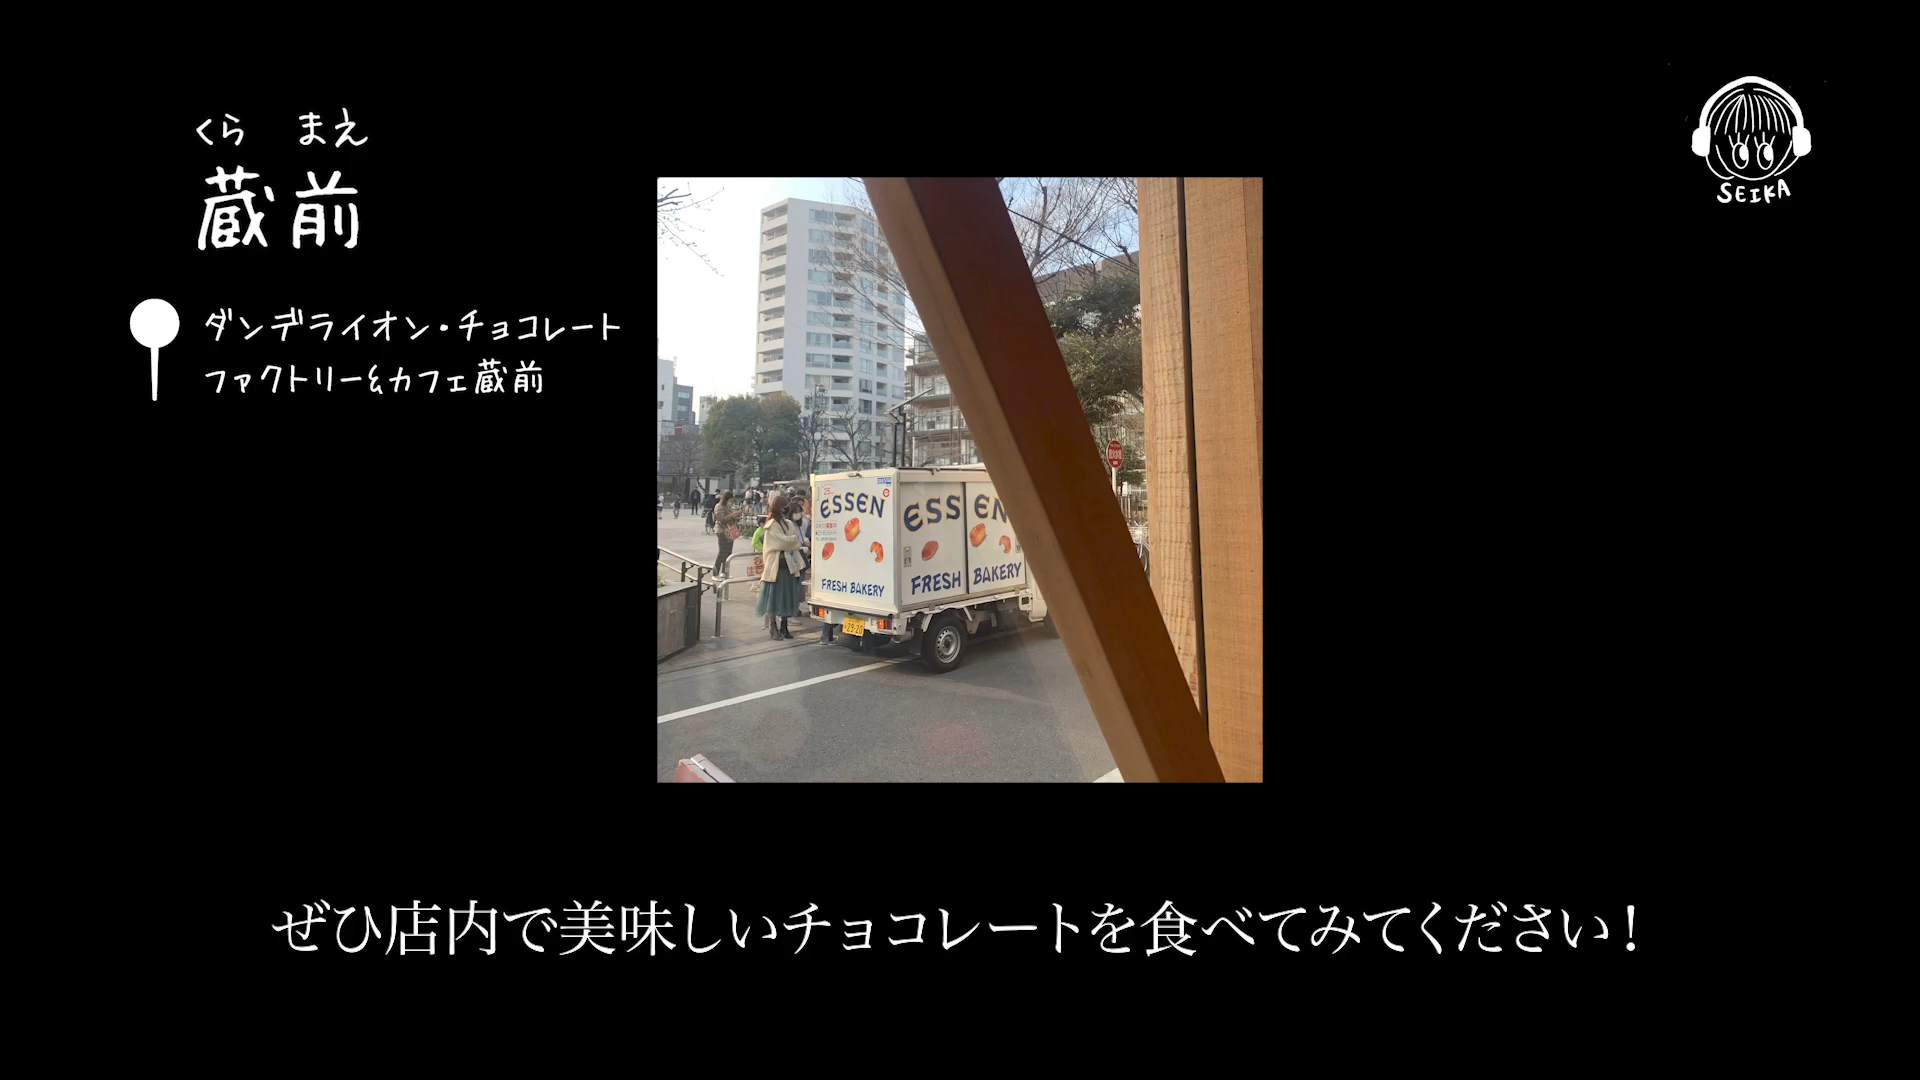 くら まえ
蔵前
ダンデライオン・チョコレート
ファクトリー&カフェ蔵前
SEIKA
ESSEN
FRESH BAKERY
ESSEN
FRESH BAKERY
29-20
ぜひ店内で美味しいチョコレートを食べてみてください!